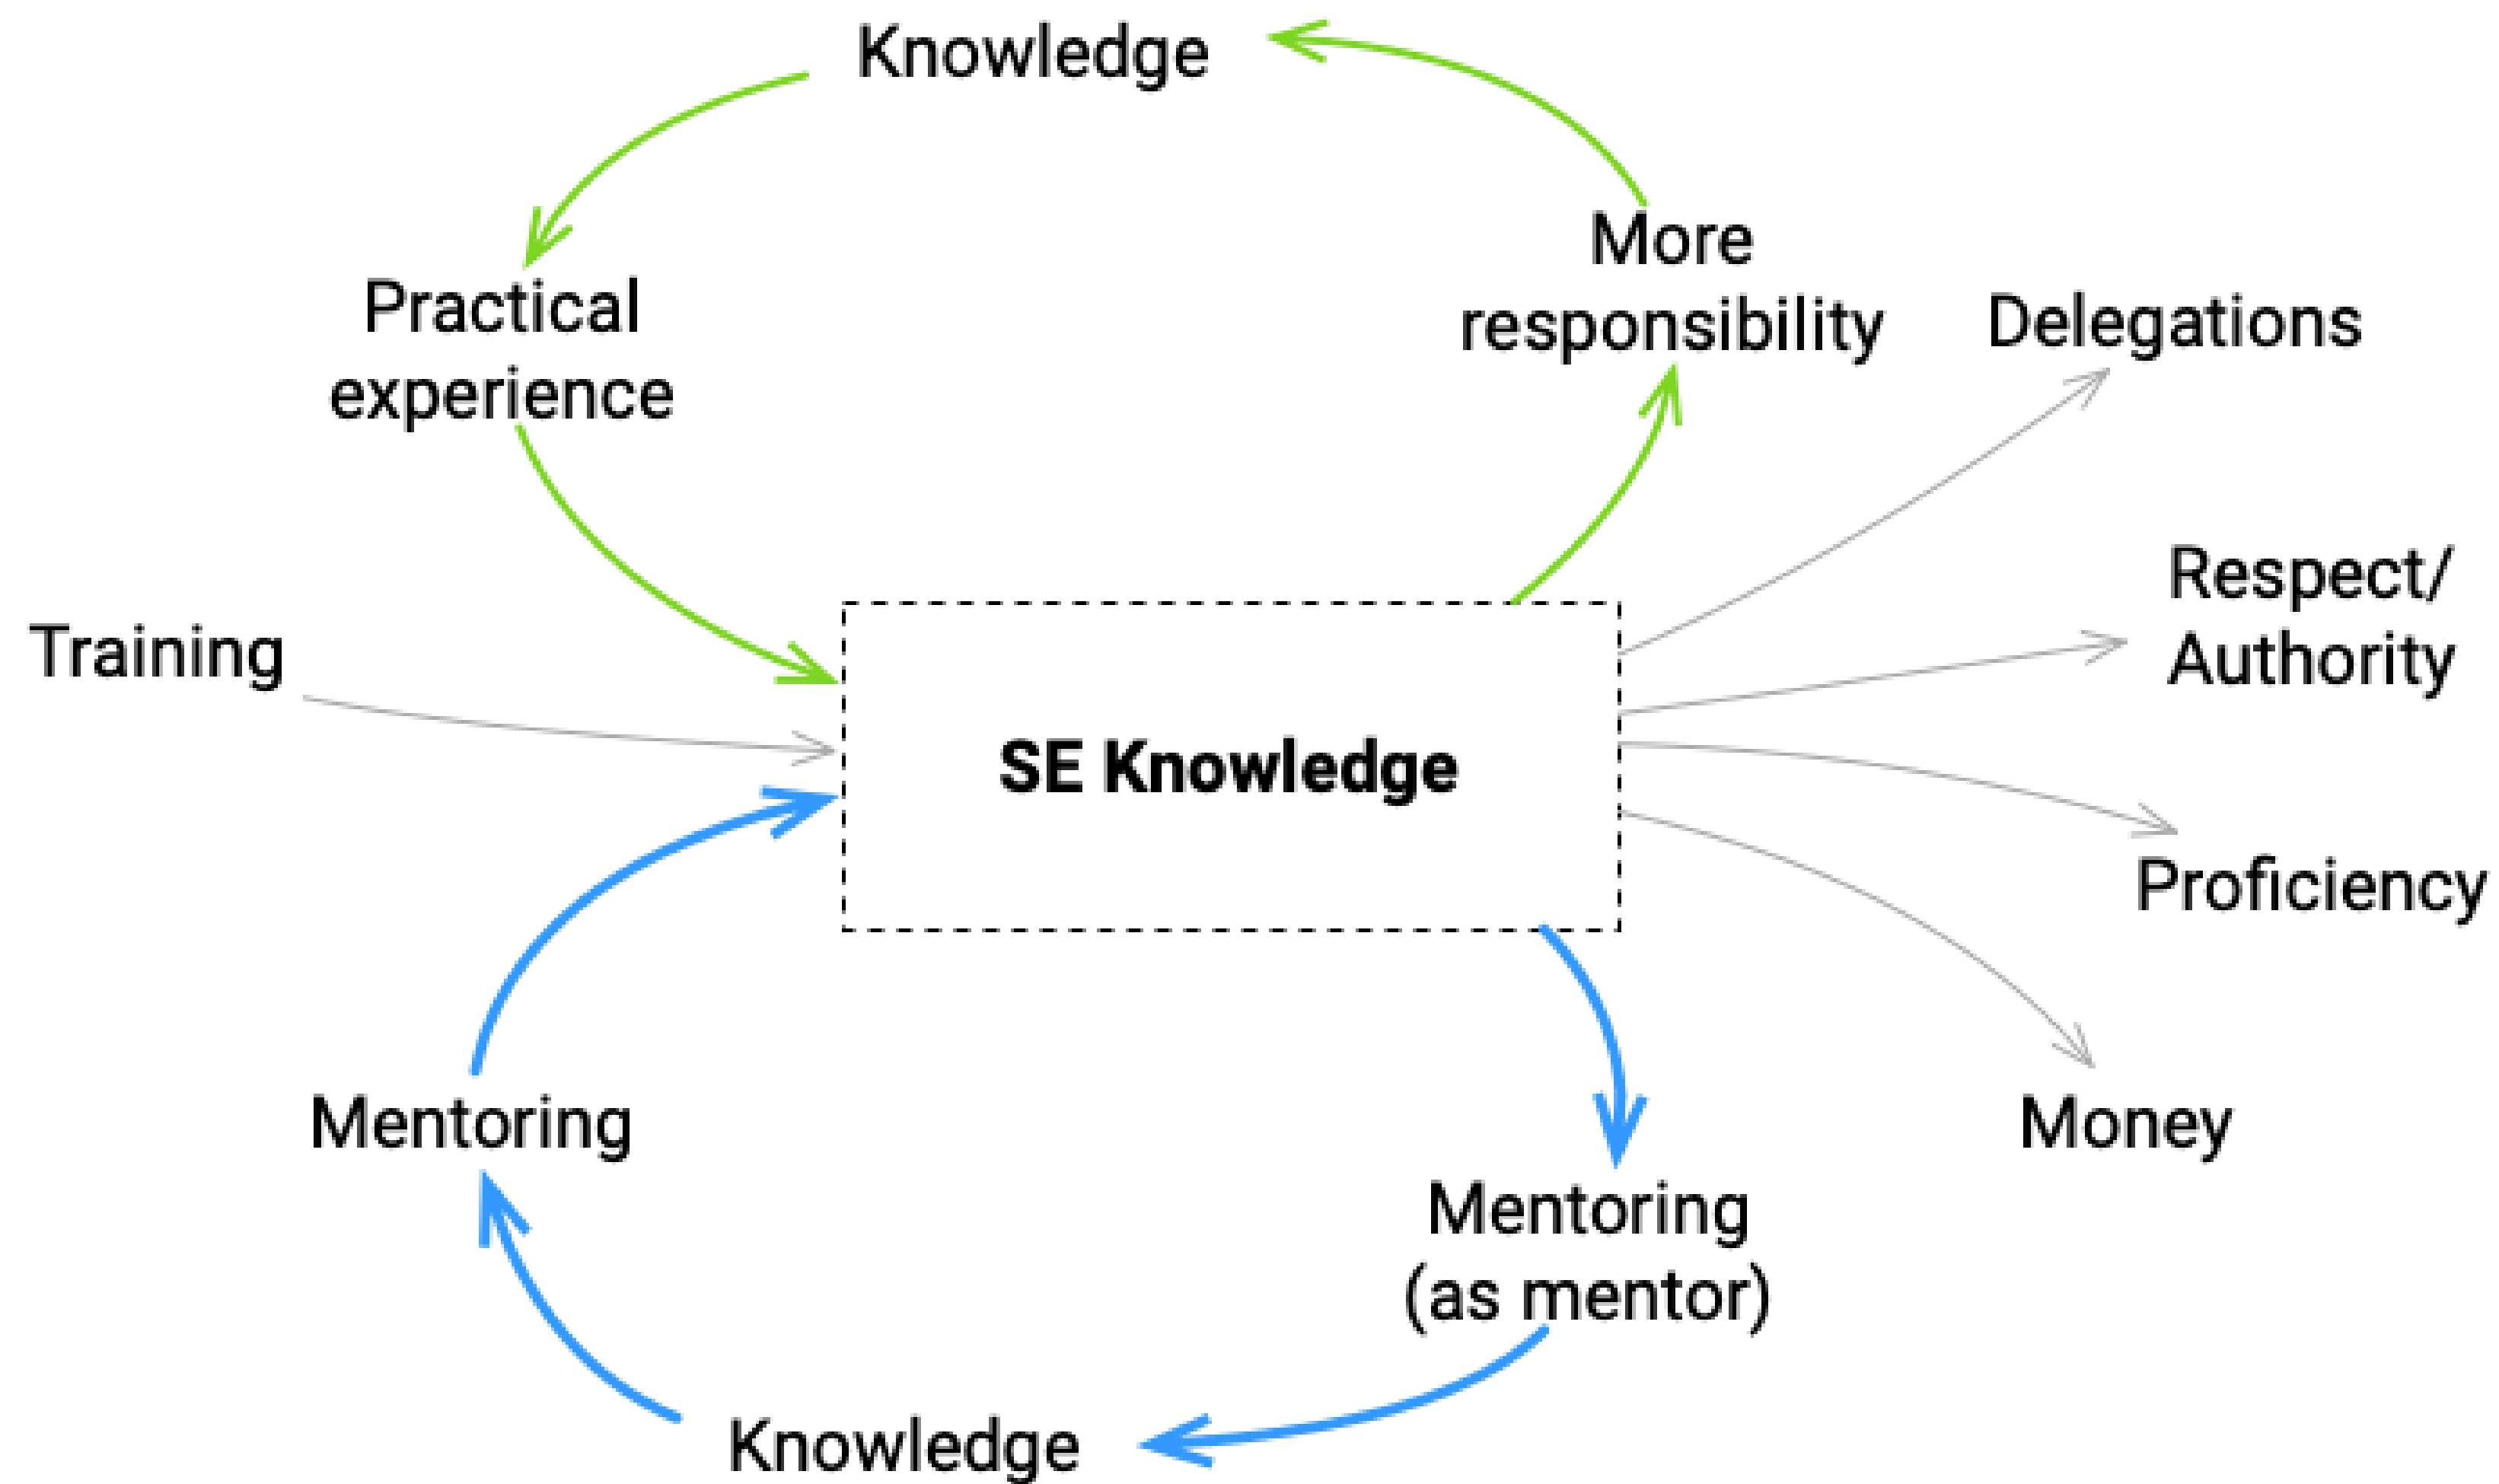 Knowledge
More
responsibility
Practical
experience
Delegations
Respect/
Authority
Training
SE Knowledge
Proficiency
Mentoring
Money
Mentoring
(as mentor)
Knowledge